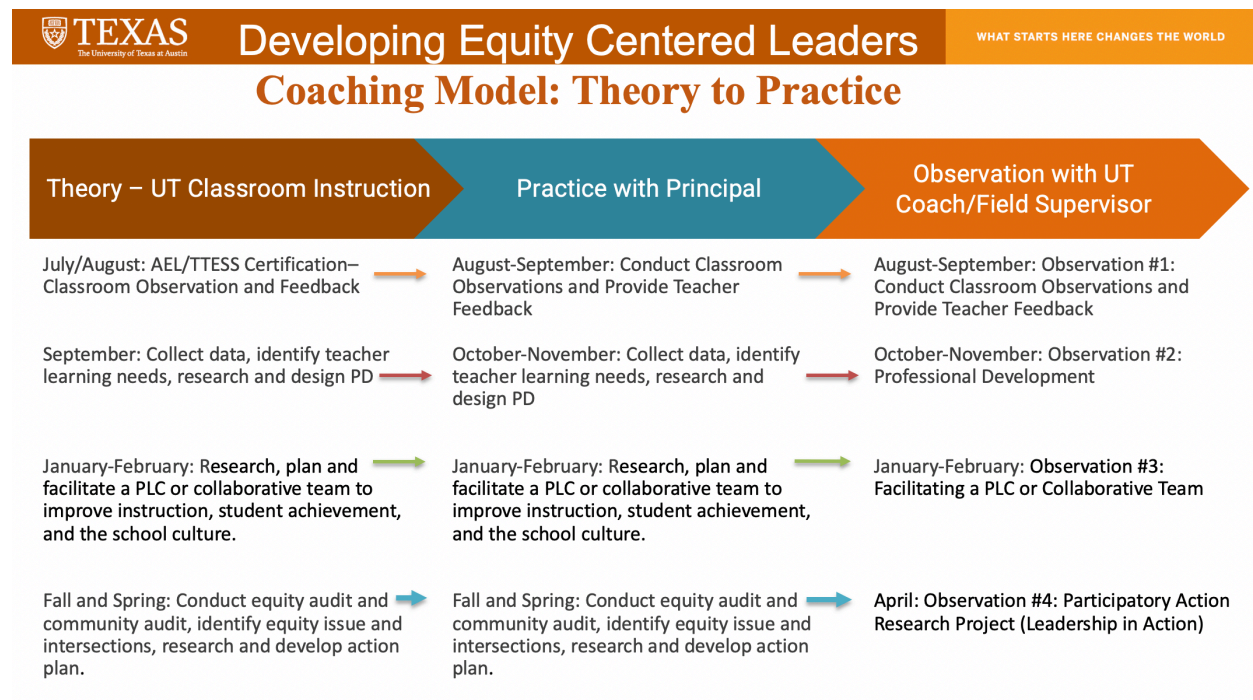 TEXAS
The University of Texas at Austin
Developing Equity Centered Leaders
WHAT STARTS HERE CHANGES THE WORLD
Coaching Model: Theory to Practice
Theory – UT Classroom Instruction
Practice with Principal
Observation with UT
Coach/Field Supervisor
July/August: AEL/TTESS Certification–
Classroom Observation and Feedback
August-September: Conduct Classroom
Observations and Provide Teacher
Feedback
August-September: Observation #1:
Conduct Classroom Observations and
Provide Teacher Feedback
September: Collect data, identify teacher
learning needs, research and design PD
October-November: Collect data, identify
teacher learning needs, research and
design PD
October-November: Observation #2:
Professional Development
January-February: Research, plan and
facilitate a PLC or collaborative team to
improve instruction, student achievement,
and the school culture.
January-February: Research, plan and
facilitate a PLC or collaborative team to
improve instruction, student achievement,
and the school culture.
January-February: Observation #3:
Facilitating a PLC or Collaborative Team
Fall and Spring: Conduct equity audit and
community audit, identify equity issue and
intersections, research and develop action
plan.
Fall and Spring: Conduct equity audit and
community audit, identify equity issue and
intersections, research and develop action
plan.
April: Observation #4: Participatory Action
Research Project (Leadership in Action)